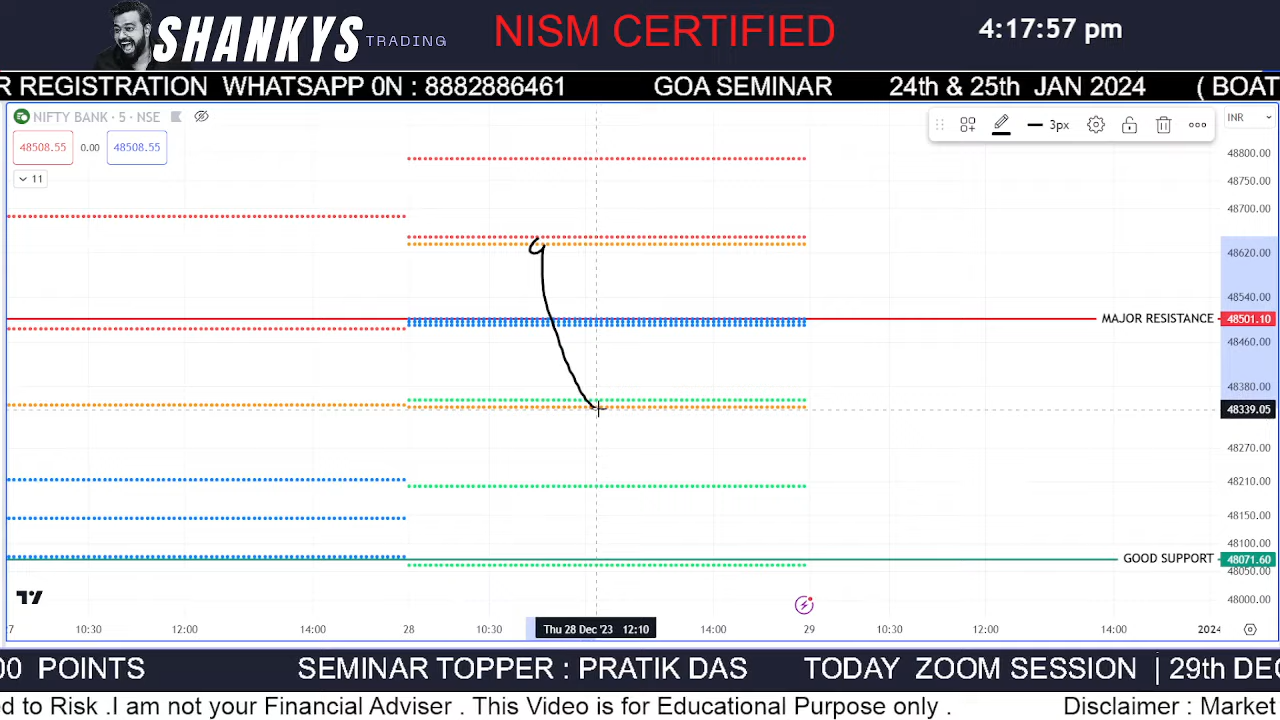 SHANKYS TRADING NISM CERTIFIED 4:17:57 pm
R REGISTRATION WHATSAPP 0N : 8882886461 GOA SEMINAR 24th & 25th JAN 2024 ( BOAT
NIFTY BANK · 5 · NSE 3px INR
48508.55 0.00 48508.55
48800.00
11
48750.00
48700.00
48620.00
48540.00
MAJOR RESISTANCE 48501.10
48460.00
48380.00
48339.05
48270.00
48210.00
48150.00
48100.00
GOOD SUPPORT 48071.60
48050.00
48000.00
7 10:30 12:00 14:00 28 10:30 Thu 28 Dec '23 12:10 14:00 29 10:30 12:00 14:00 2024
00 POINTS SEMINAR TOPPER : PRATIK DAS TODAY ZOOM SESSION | 29th DEC
d to Risk .I am not your Financial Adviser . This Video is for Educational Purpose only . Disclaimer : Market